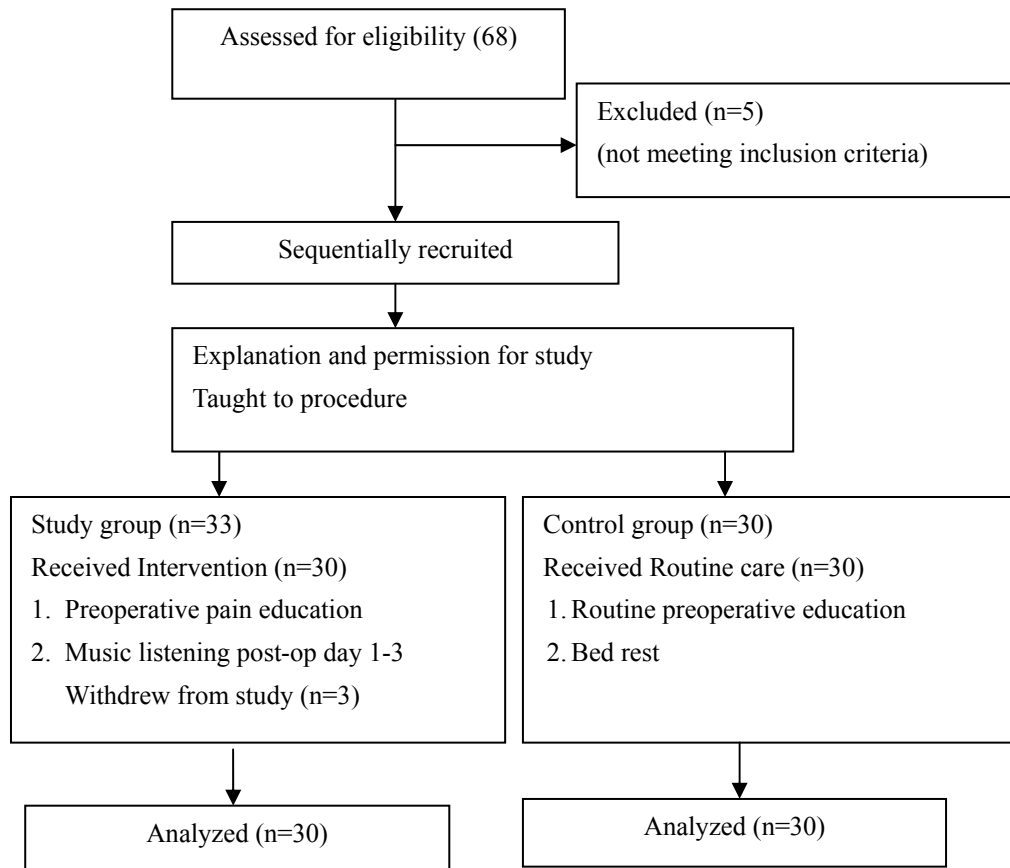 Assessed for eligibility (68)
Excluded (n=5)
(not meeting inclusion criteria)
Sequentially recruited
Explanation and permission for study
Taught to procedure
Study group (n=33)
Received Intervention (n=30)
1. Preoperative pain education
2. Music listening post-op day 1-3
Withdrew from study (n=3)
Control group (n=30)
Received Routine care (n=30)
1. Routine preoperative education
2. Bed rest
Analyzed (n=30)
Analyzed (n=30)